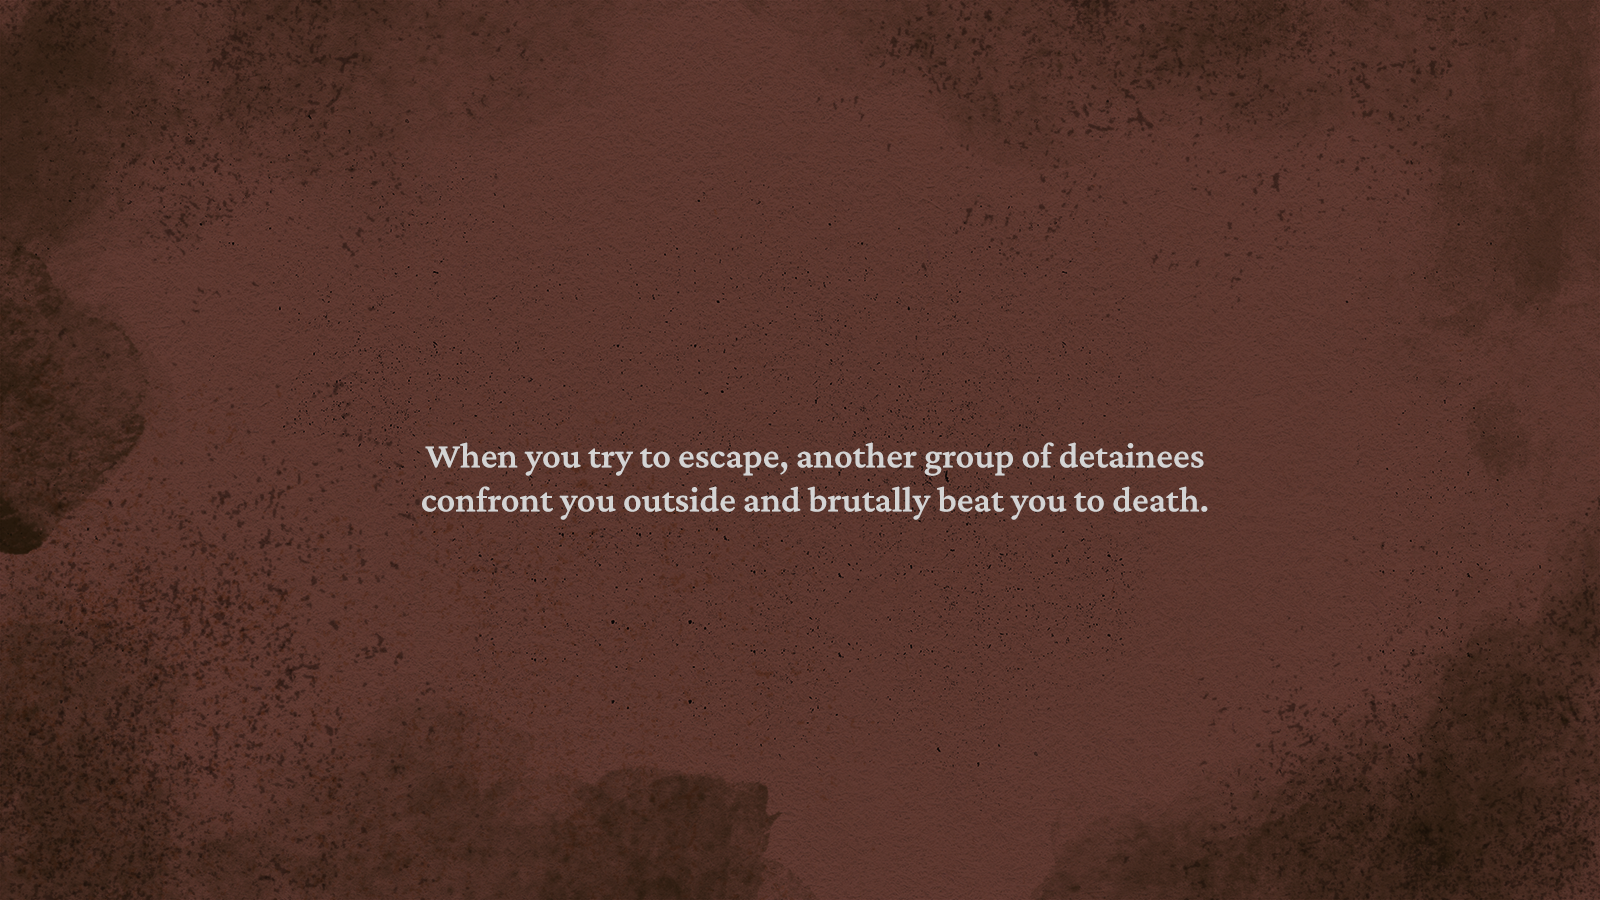 When you try to escape, another group of detainees
confront you outside and brutally beat you to death.